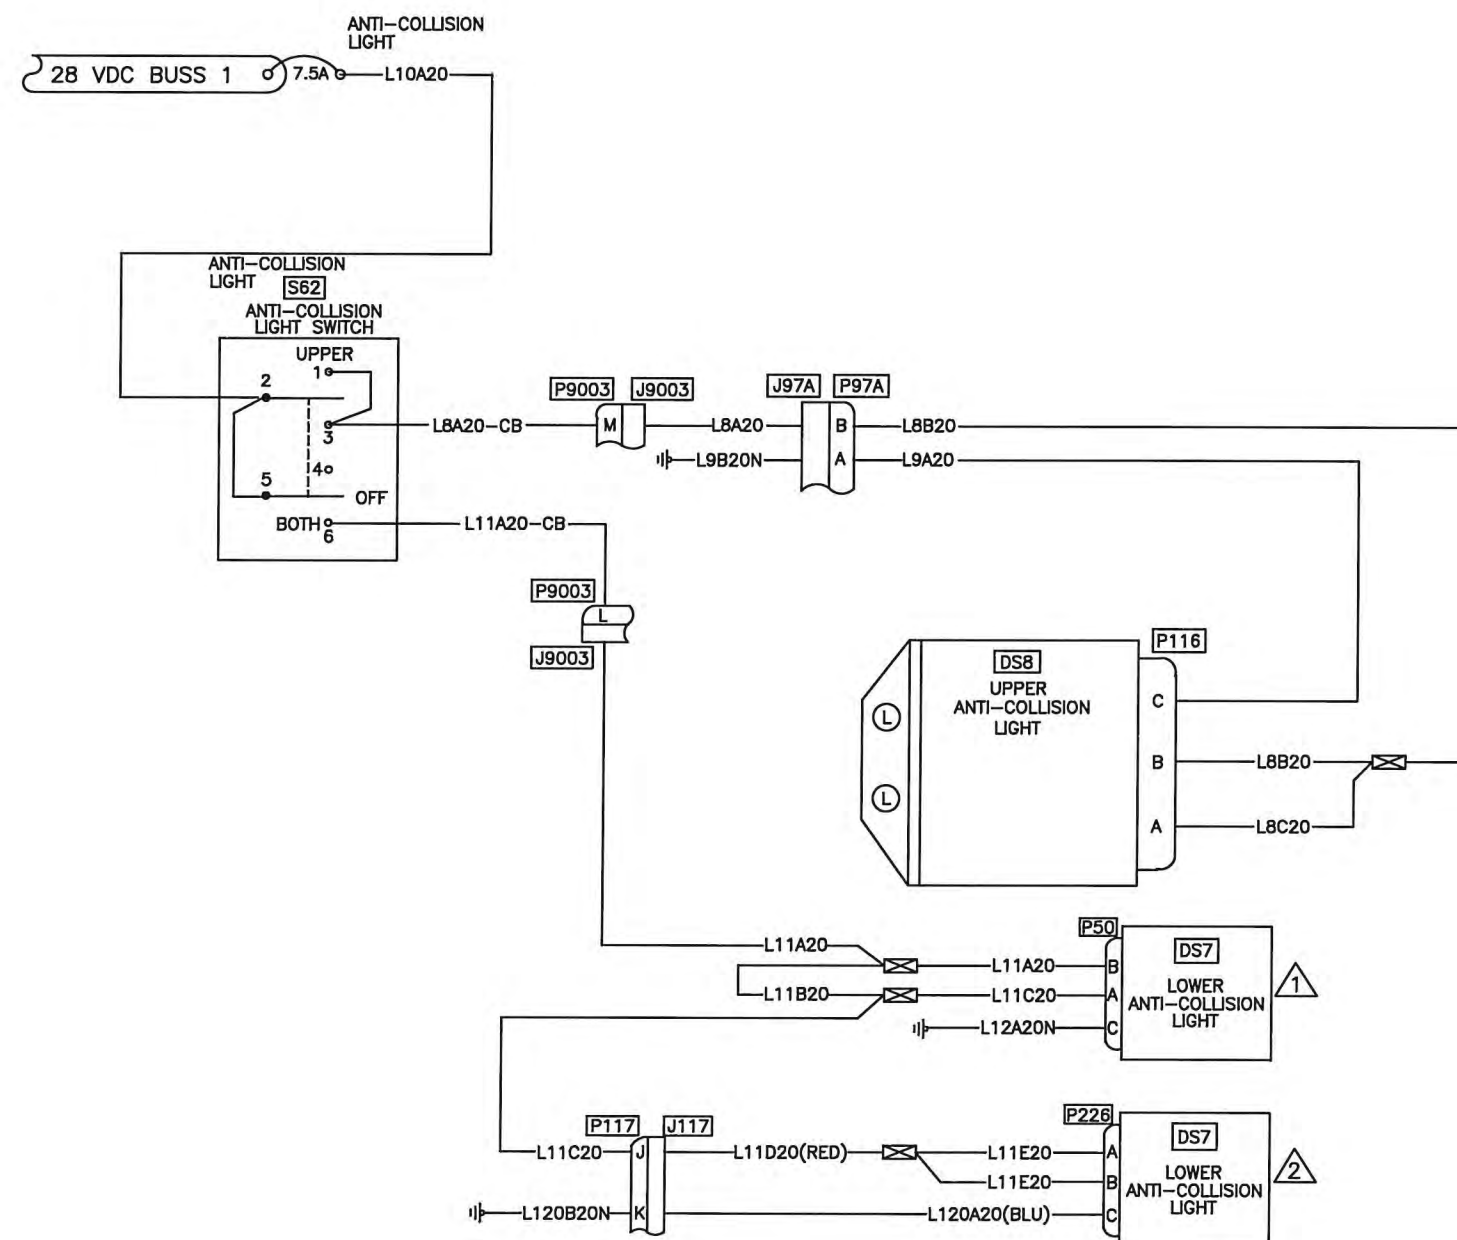 ANTI-COLLISION
LIGHT
28 VDC BUSS 1
7.5A
L10A20
ANTI-COLLISION
LIGHT
S62
ANTI-COLLISION
LIGHT SWITCH
UPPER
1
2
3
4
5
OFF
BOTH
6
L8A20-CB
P9003
J9003
M
L8A20
J97A
P97A
B
L8B20
L9B20N
A
L9A20
L11A20-CB
P9003
L
J9003
P116
DS8
UPPER
ANTI-COLLISION
LIGHT
L
L
C
B
L8B20
A
L8C20
P50
DS7
LOWER
ANTI-COLLISION
LIGHT
1
L11A20
L11A20
B
L11B20
L11C20
A
L12A20N
C
P117
J117
P226
DS7
LOWER
ANTI-COLLISION
LIGHT
2
L11C20
J
L11D20(RED)
L11E20
A
L11E20
B
L120B20N
K
L120A20(BLU)
C